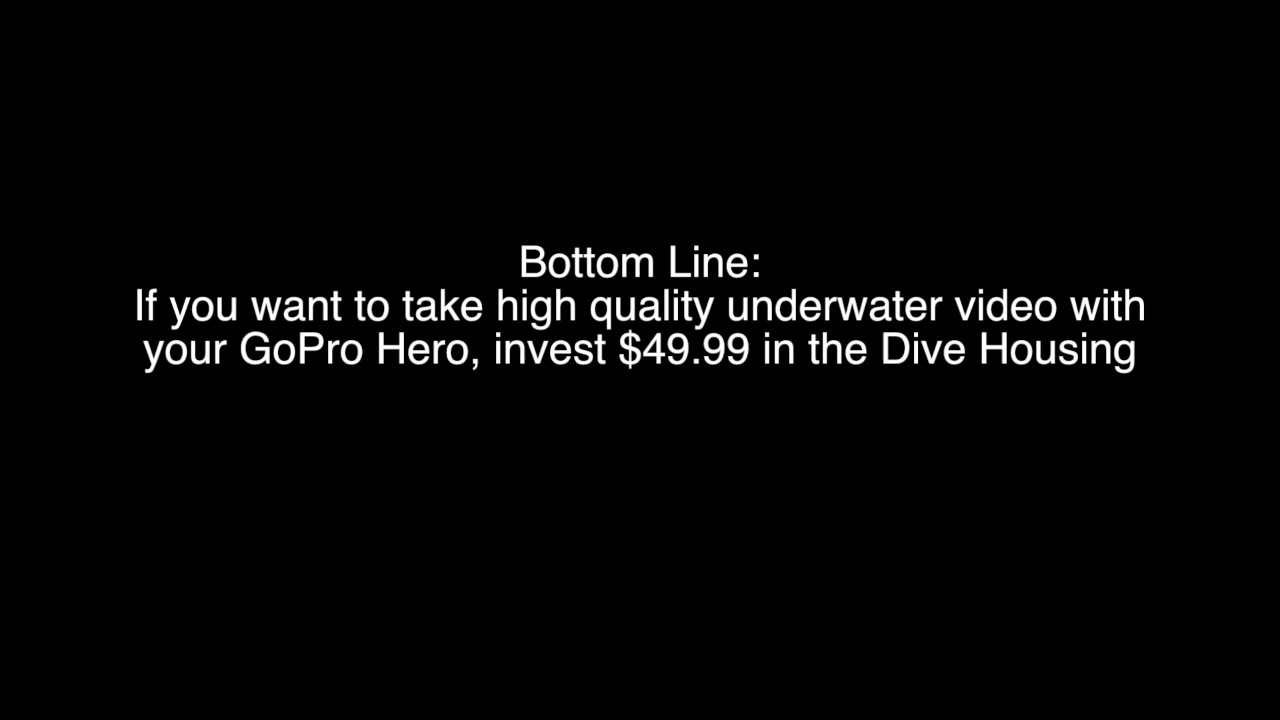 Bottom Line:
If you want to take high quality underwater video with
your GoPro Hero, invest $49.99 in the Dive Housing